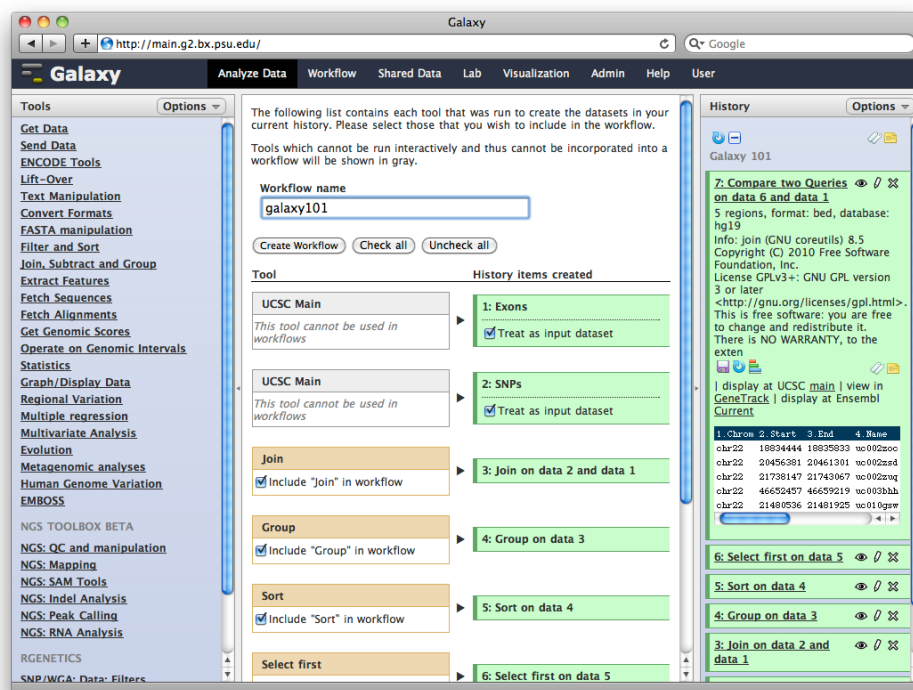 Galaxy
http://main.g2.bx.psu.edu/
Google
Galaxy
Analyze Data Workflow Shared Data Lab Visualization Admin Help User
Tools
Options
Get Data
Send Data
ENCODE Tools
Lift-Over
Text Manipulation
Convert Formats
FASTA manipulation
Filter and Sort
Join, Subtract and Group
Extract Features
Fetch Sequences
Fetch Alignments
Get Genomic Scores
Operate on Genomic Intervals
Statistics
Graph/Display Data
Regional Variation
Multiple regression
Multivariate Analysis
Evolution
Metagenomic analyses
Human Genome Variation
EMBOSS
NGS TOOLBOX BETA
NGS: QC and manipulation
NGS: Mapping
NGS: SAM Tools
NGS: Indel Analysis
NGS: Peak Calling
NGS: RNA Analysis
RGENETICS
SNP/WGA: Data; Filters
The following list contains each tool that was run to create the datasets in your
current history. Please select those that you wish to include in the workflow.
Tools which cannot be run interactively and thus cannot be incorporated into a
workflow will be shown in gray.
Workflow name
galaxy101
Create Workflow Check all Uncheck all
Tool History items created
UCSC Main
This tool cannot be used in
workflows
1: Exons
Treat as input dataset
UCSC Main
This tool cannot be used in
workflows
2: SNPs
Treat as input dataset
Join
Include "Join" in workflow
3: Join on data 2 and data 1
Group
Include "Group" in workflow
4: Group on data 3
Sort
Include "Sort" in workflow
5: Sort on data 4
Select first
6: Select first on data 5
History
Options
Galaxy 101
7: Compare two Queries
on data 6 and data 1
5 regions, format: bed, database:
hg19
Info: join (GNU coreutils) 8.5
Copyright (C) 2010 Free Software
Foundation, Inc.
License GPLv3+: GNU GPL version
3 or later
<http://gnu.org/licenses/gpl.html>.
This is free software: you are free
to change and redistribute it.
There is NO WARRANTY, to the
exten
| display at UCSC main | view in
GeneTrack | display at Ensembl
Current
1.Chrom 2.Start 3.End 4.Name
chr22 18834444 18835833 uc002zoc
chr22 20456381 20461301 uc002zsd
chr22 21738147 21743067 uc002zuq
chr22 46652457 46659219 uc003bhh
chr22 21480536 21481925 uc010gsw
6: Select first on data 5
5: Sort on data 4
4: Group on data 3
3: Join on data 2 and
data 1